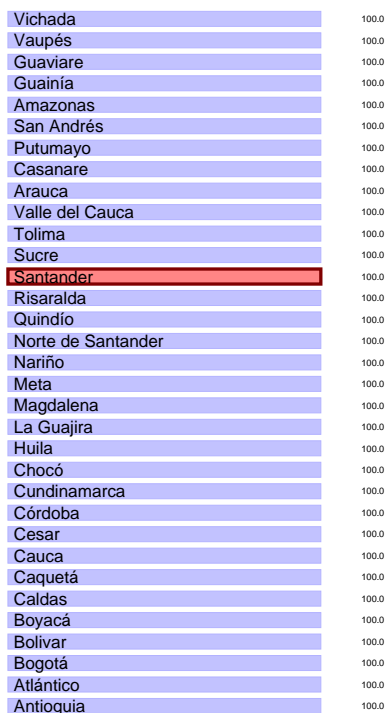 Vichada 100.0
Vaupés 100.0
Guaviare 100.0
Guainía 100.0
Amazonas 100.0
San Andrés 100.0
Putumayo 100.0
Casanare 100.0
Arauca 100.0
Valle del Cauca 100.0
Tolima 100.0
Sucre 100.0
Santander 100.0
Risaralda 100.0
Quindío 100.0
Norte de Santander 100.0
Nariño 100.0
Meta 100.0
Magdalena 100.0
La Guajira 100.0
Huila 100.0
Chocó 100.0
Cundinamarca 100.0
Córdoba 100.0
Cesar 100.0
Cauca 100.0
Caquetá 100.0
Caldas 100.0
Boyacá 100.0
Bolivar 100.0
Bogotá 100.0
Atlántico 100.0
Antioquia 100.0